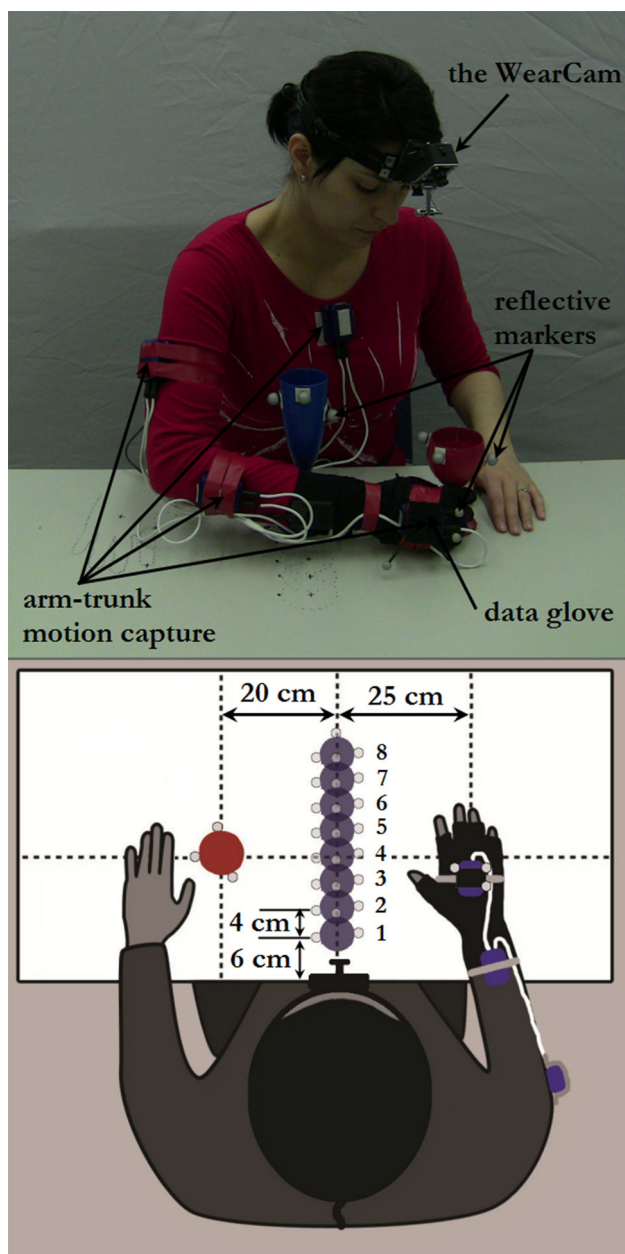 the WearCam
reflective
markers
arm-trunk
motion capture
data glove
20 cm
25 cm
8
7
6
5
4
3
2
1
4 cm
6 cm